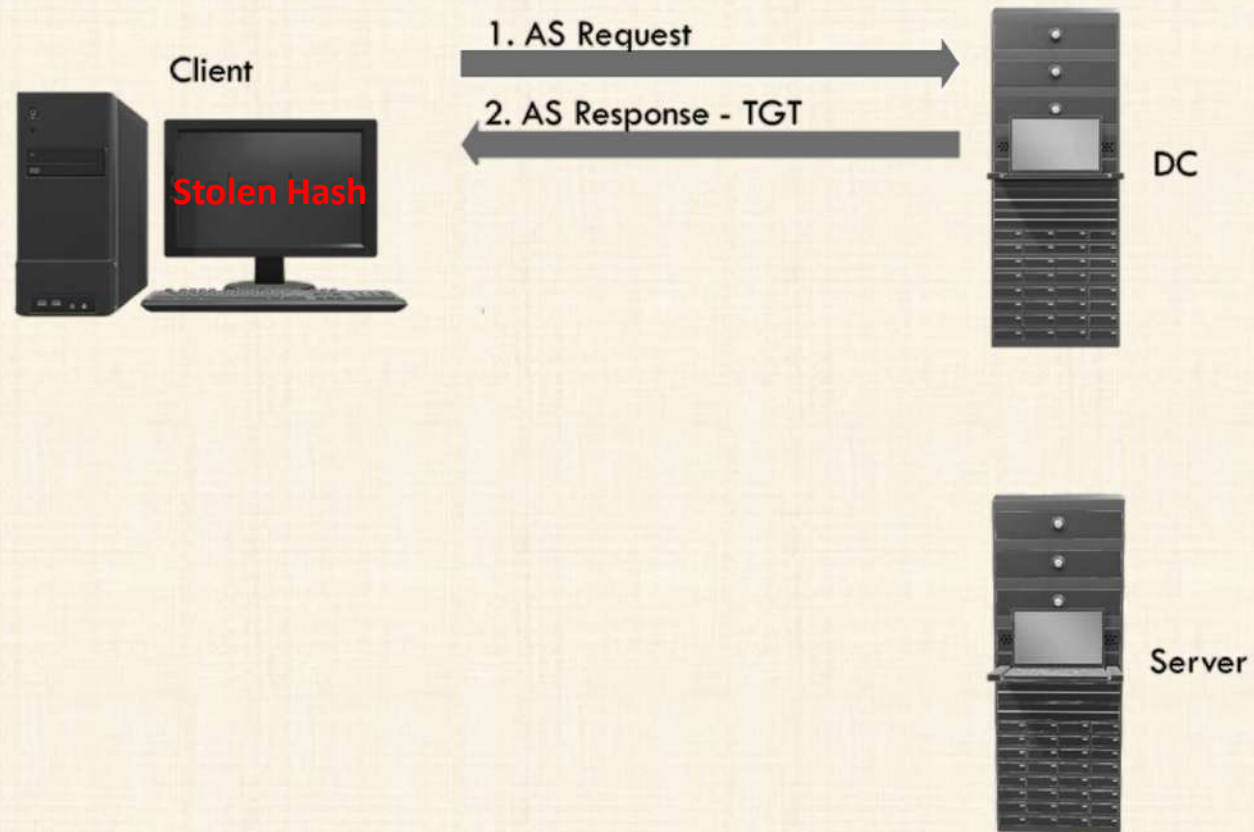 1. AS Request
Client
2. AS Response - TGT
DC
Stolen Hash
Server